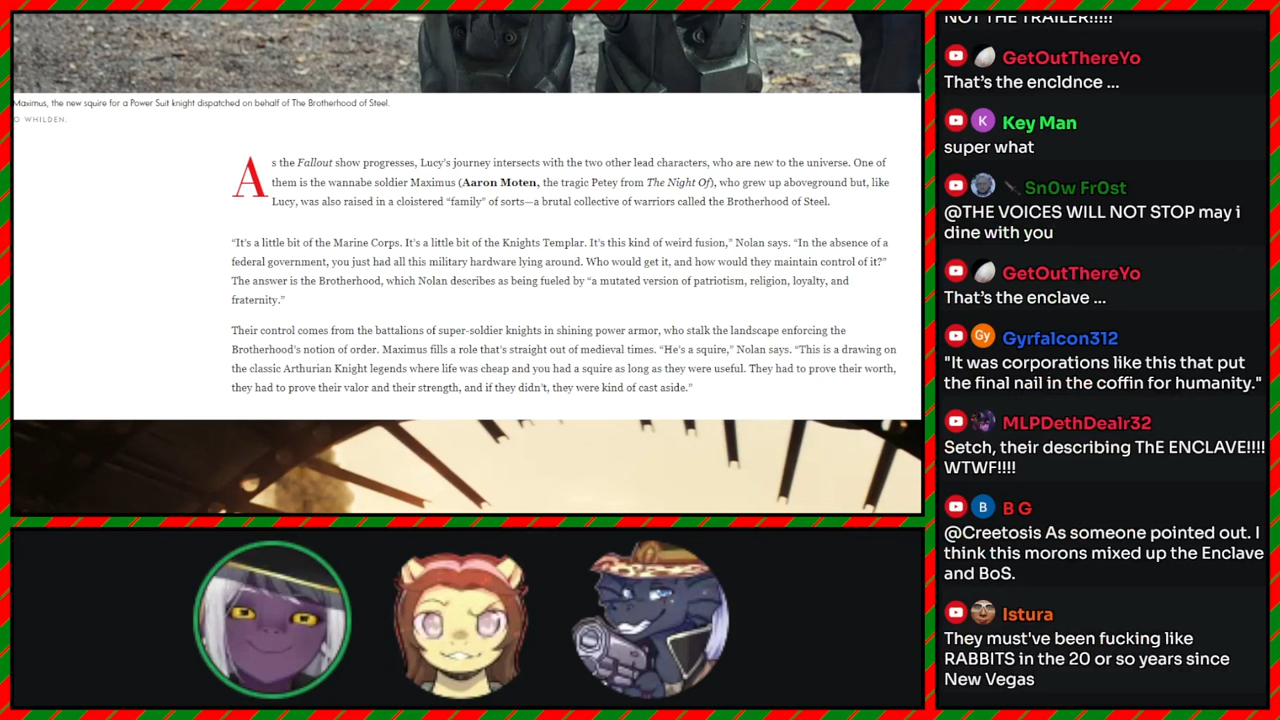 Maximus, the new squire for a Power Suit knight dispatched on behalf of The Brotherhood of Steel.
O WHILDEN.
As the Fallout show progresses, Lucy's journey intersects with the two other lead characters, who are new to the universe. One of
them is the wannabe soldier Maximus (Aaron Moten, the tragic Petey from The Night Of), who grew up aboveground but, like
Lucy, was also raised in a cloistered “family” of sorts—a brutal collective of warriors called the Brotherhood of Steel.
“It's a little bit of the Marine Corps. It's a little bit of the Knights Templar. It's this kind of weird fusion,” Nolan says. “In the absence of a
federal government, you just had all this military hardware lying around. Who would get it, and how would they maintain control of it?”
The answer is the Brotherhood, which Nolan describes as being fueled by “a mutated version of patriotism, religion, loyalty, and
fraternity.”
Their control comes from the battalions of super-soldier knights in shining power armor, who stalk the landscape enforcing the
Brotherhood's notion of order. Maximus fills a role that's straight out of medieval times. “He's a squire,” Nolan says. “This is a drawing on
the classic Arthurian Knight legends where life was cheap and you had a squire as long as they were useful. They had to prove their worth,
they had to prove their valor and their strength, and if they didn't, they were kind of cast aside.”
NOT THE TRAILER!!!!!
GetOutThereYo
That’s the encldnce ...
K Key Man
super what
Sn0w Fr0st
@THE VOICES WILL NOT STOP may i
dine with you
GetOutThereYo
That’s the enclave ...
Gy Gyrfalcon312
"It was corporations like this that put
the final nail in the coffin for humanity."
MLPDethDealr32
Setch, their describing ThE ENCLAVE!!!!
WTWF!!!!
B B G
@Creetosis As someone pointed out. I
think this morons mixed up the Enclave
and BoS.
Istura
They must've been fucking like
RABBITS in the 20 or so years since
New Vegas